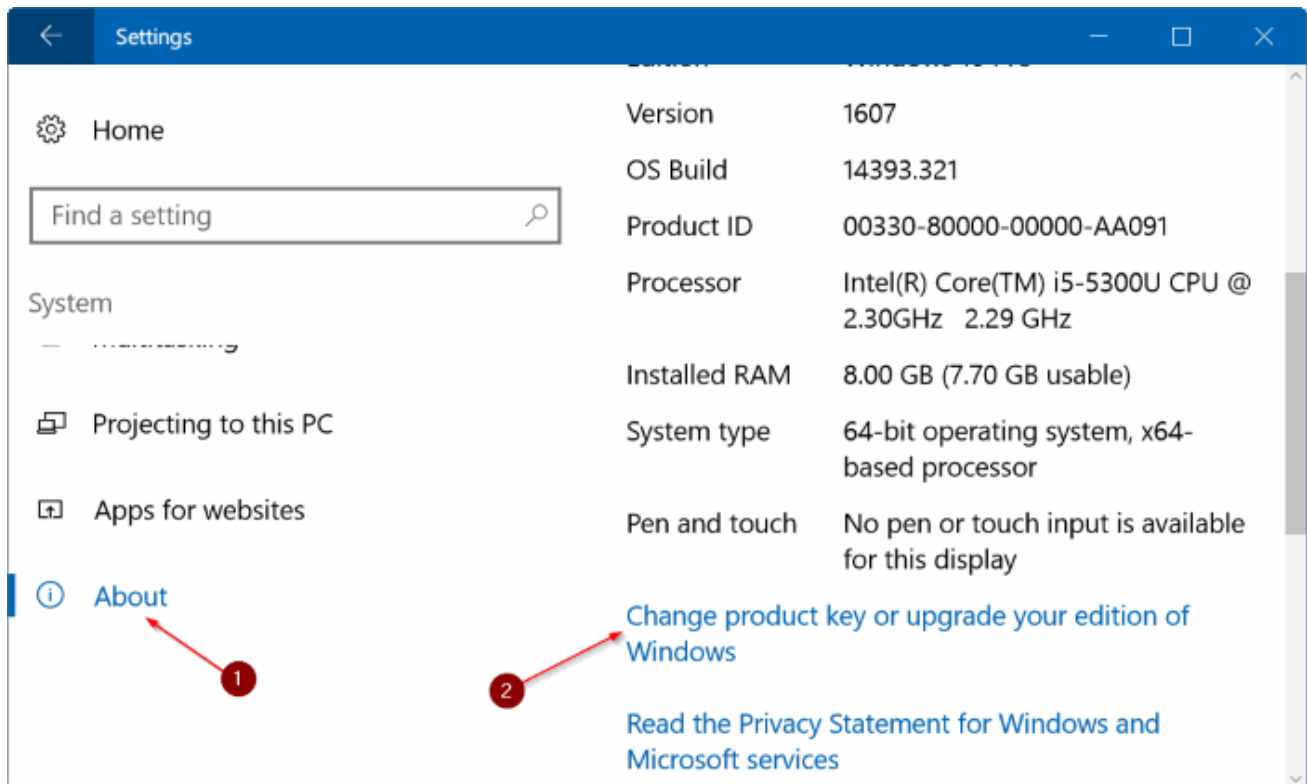 Settings
Home
Find a setting
System
Projecting to this PC
Apps for websites
About
1
Version 1607
OS Build 14393.321
Product ID 00330-80000-00000-AA091
Processor Intel(R) Core(TM) i5-5300U CPU @
2.30GHz 2.29 GHz
Installed RAM 8.00 GB (7.70 GB usable)
System type 64-bit operating system, x64-
based processor
Pen and touch No pen or touch input is available
for this display
Change product key or upgrade your edition of
Windows
2
Read the Privacy Statement for Windows and
Microsoft services